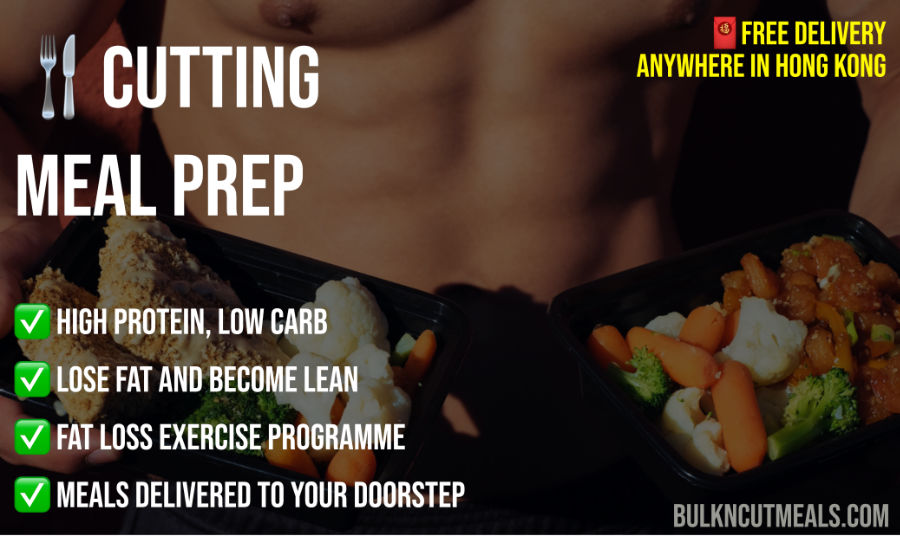 🍴 CUTTING
MEAL PREP
🧧 FREE DELIVERY
ANYWHERE IN HONG KONG
✅ HIGH PROTEIN, LOW CARB
✅ LOSE FAT AND BECOME LEAN
✅ FAT LOSS EXERCISE PROGRAMME
✅ MEALS DELIVERED TO YOUR DOORSTEP
BULKNCUTMEALS.COM